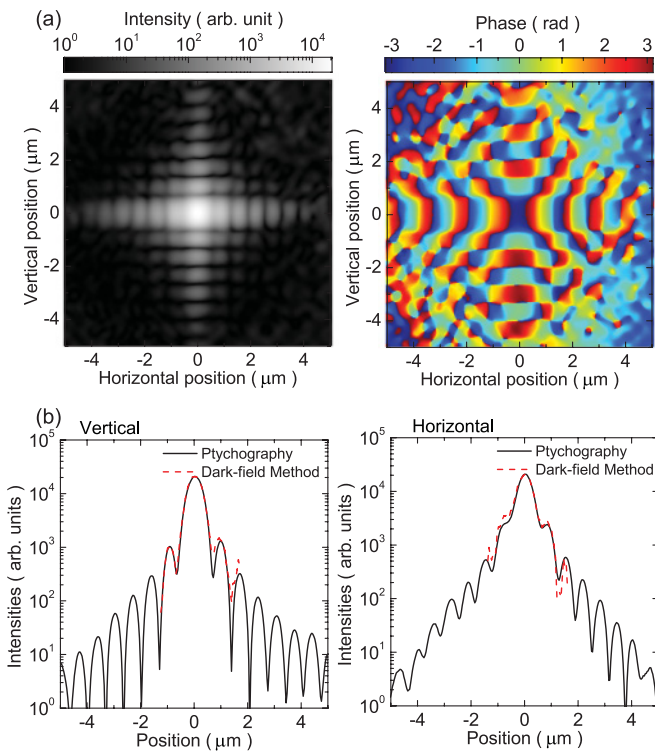 (a)
Intensity ( arb. unit)
10^0 10^1 10^2 10^3 10^4
Vertical position ( μm )
4
2
0
-2
-4
-4 -2 0 2 4
Horizontal position ( μm )
Phase ( rad )
-3 -2 -1 0 1 2 3
Vertical position ( μm )
4
2
0
-2
-4
-4 -2 0 2 4
Horizontal position ( μm )
(b)
Vertical
Ptychography
Dark-field Method
Intensities ( arb. units )
10^5
10^4
10^3
10^2
10^1
10^0
-4 -2 0 2 4
Position ( μm )
Horizontal
Ptychography
Dark-field Method
Intensities ( arb. units )
10^5
10^4
10^3
10^2
10^1
10^0
-4 -2 0 2 4
Position ( μm )